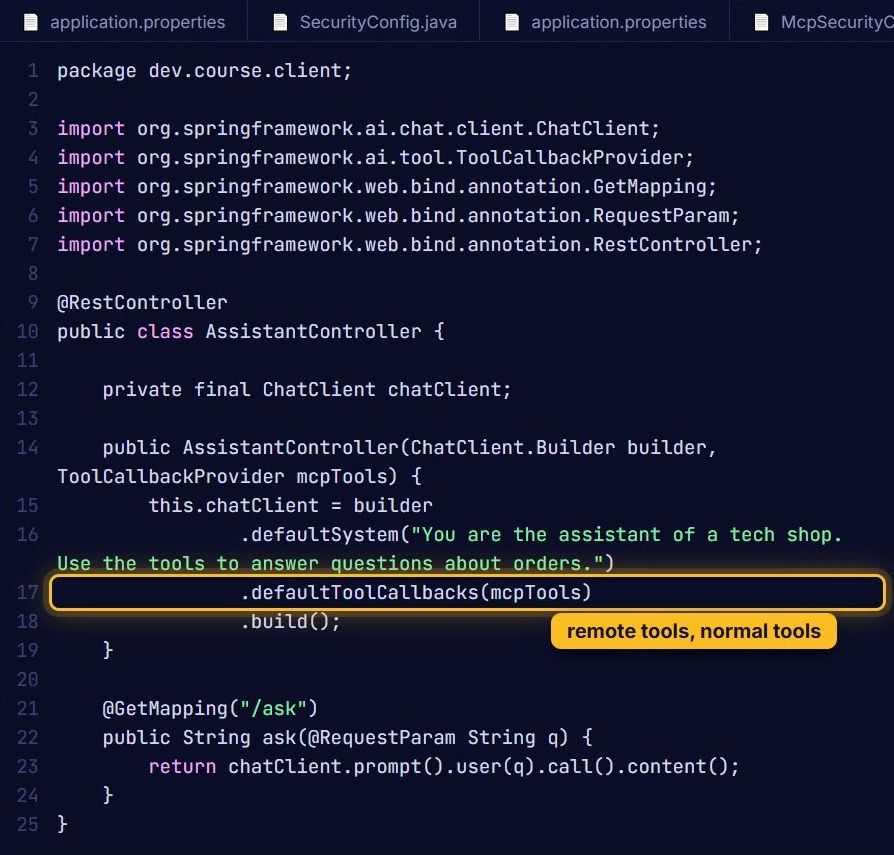 application.properties
SecurityConfig.java
application.properties
McpSecurityC
1 package dev.course.client;
2
3 import org.springframework.ai.chat.client.ChatClient;
4 import org.springframework.ai.tool.ToolCallbackProvider;
5 import org.springframework.web.bind.annotation.GetMapping;
6 import org.springframework.web.bind.annotation.RequestParam;
7 import org.springframework.web.bind.annotation.RestController;
8
9 @RestController
10 public class AssistantController {
11
12     private final ChatClient chatClient;
13
14     public AssistantController(ChatClient.Builder builder,
ToolCallbackProvider mcpTools) {
15         this.chatClient = builder
16                 .defaultSystem("You are the assistant of a tech shop.
Use the tools to answer questions about orders.")
17                 .defaultToolCallbacks(mcpTools)
18                 .build();
remote tools, normal tools
19     }
20
21     @GetMapping("/ask")
22     public String ask(@RequestParam String q) {
23         return chatClient.prompt().user(q).call().content();
24     }
25 }